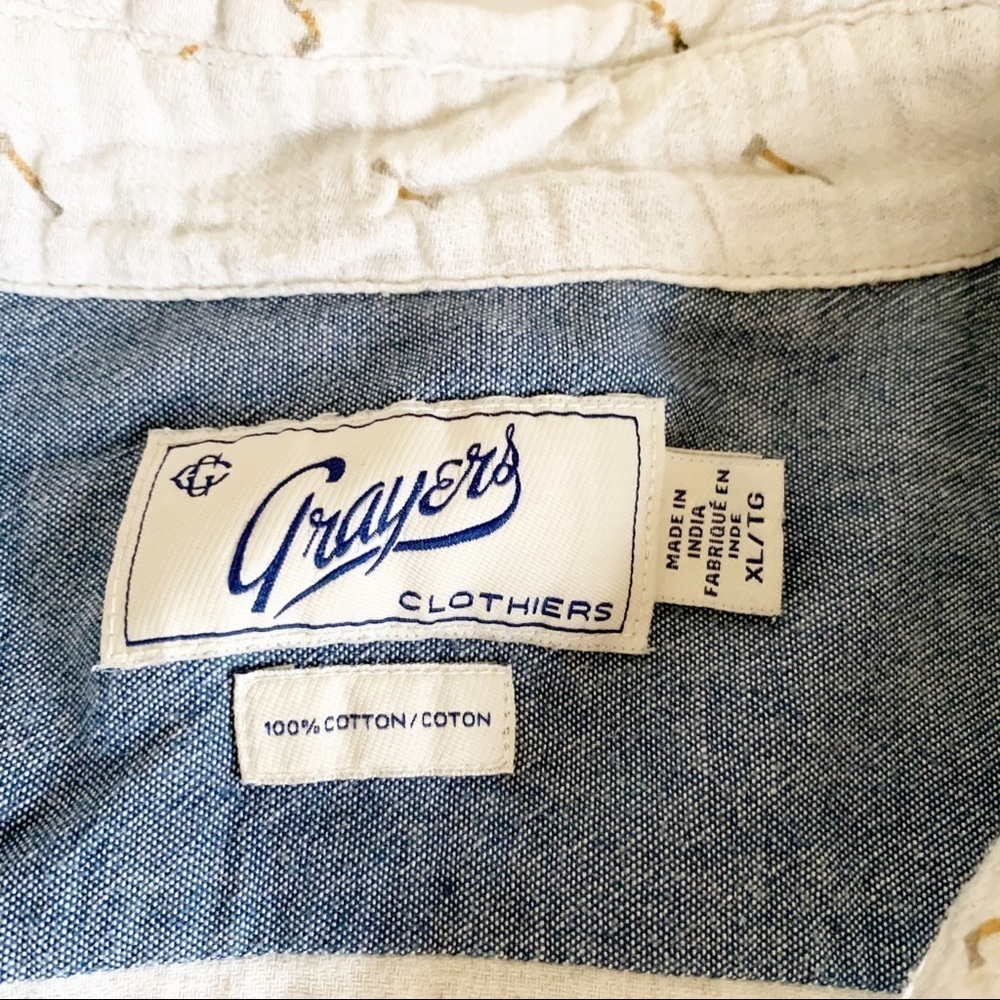 Grayers
CLOTHIERS
MADE IN
INDIA
FABRIQUÉ EN
INDE
XL/TG
100% COTTON/COTON